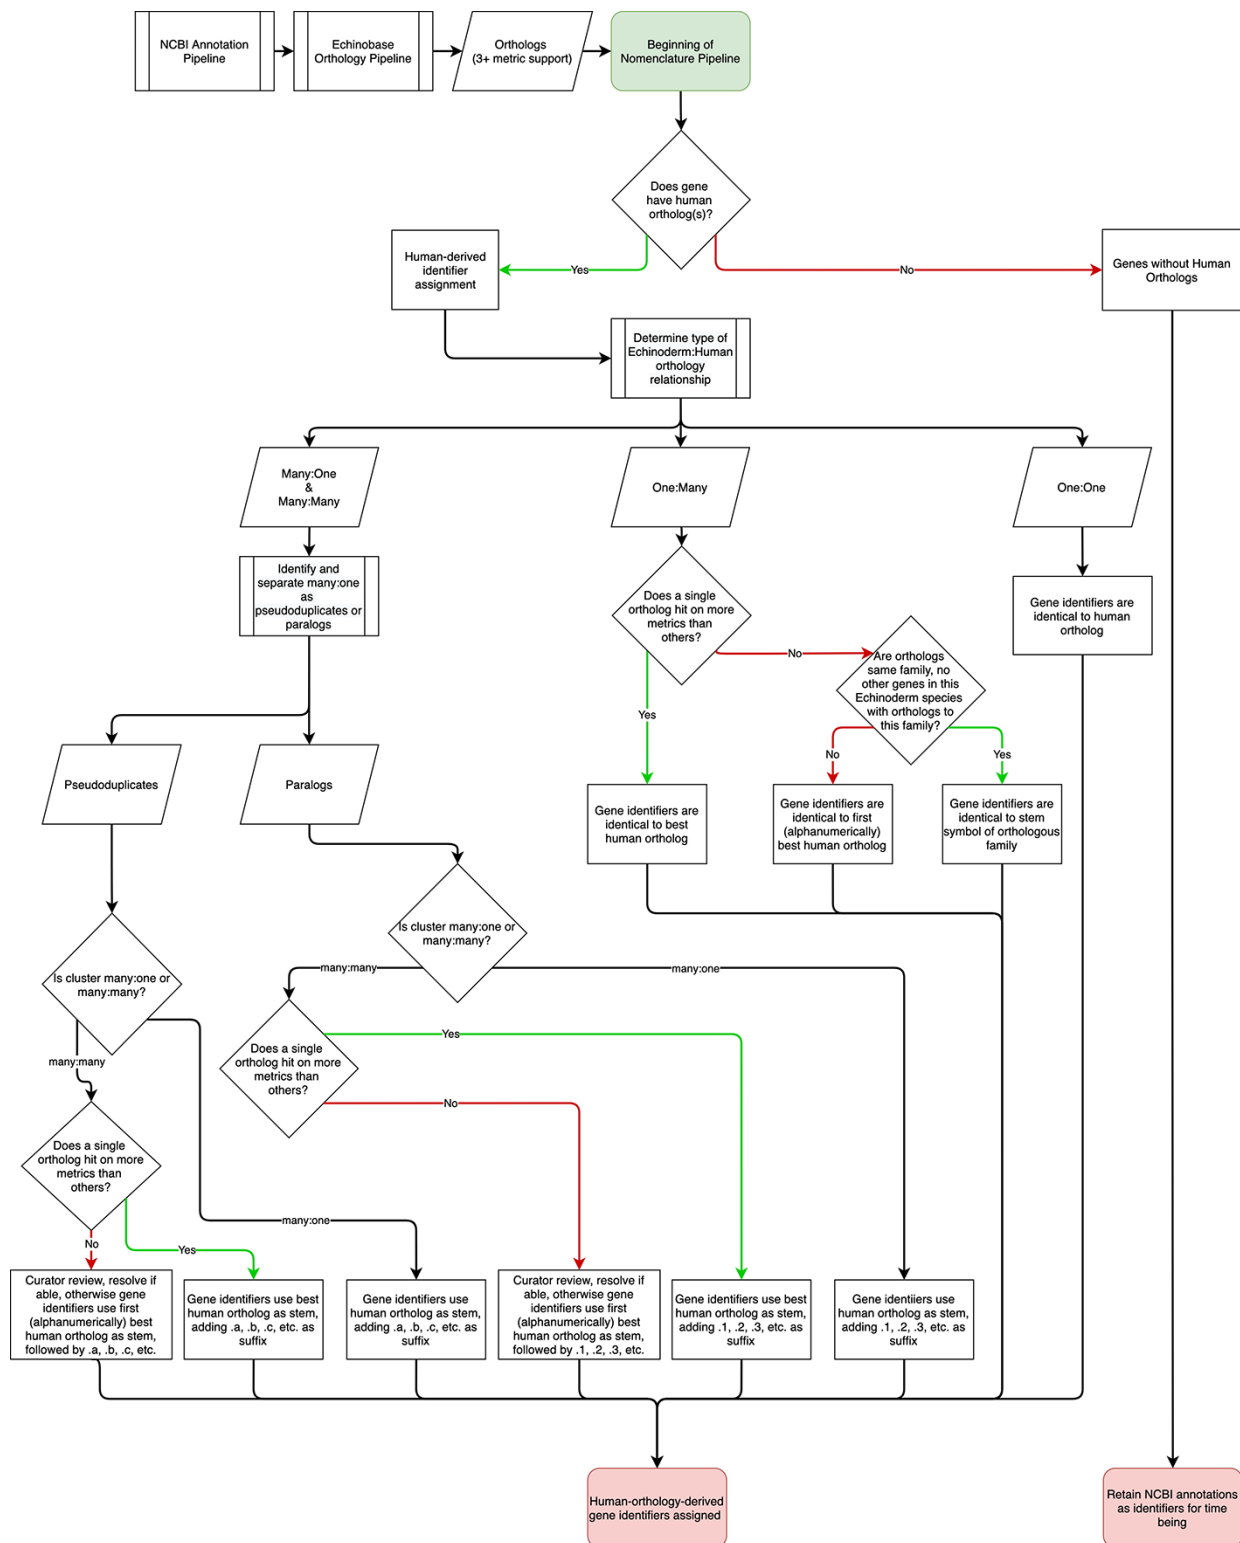 NCBI Annotation
Pipeline
Echinobase
Orthology Pipeline
Orthologs
(3+ metric support)
Beginning of
Nomenclature Pipeline
Does gene
have human
ortholog(s)?
Yes
No
Human-derived
identifier
assignment
Genes without Human
Orthologs
Determine type of
Echinoderm:Human
orthology
relationship
Many:One
&
Many:Many
One:Many
One:One
Identify and
separate many:one
as
pseudoduplicates or
paralogs
Does a single
ortholog hit on more
metrics than
others?
Gene identifiers are
identical to human
ortholog
No
Are orthologs
same family, no
other genes in this
Echinoderm species
with orthologs to
this family?
Yes
No
Yes
Pseudoduplicates
Paralogs
Gene identifiers are
identical to best
human ortholog
Gene identifiers are
identical to first
(alphanumerically)
best human ortholog
Gene identifiers are
identical to stem
symbol of orthologous
family
Is cluster many:one or
many:many?
many:many
many:one
Is cluster many:one or
many:many?
many:many
Does a single
ortholog hit on more
metrics than
others?
Yes
No
Does a single
ortholog hit on more
metrics than
others?
many:one
No
Yes
Curator review, resolve if
able, otherwise gene
identifiers use first
(alphanumerically) best
human ortholog as stem,
followed by .a, .b, .c, etc.
Gene identifiers use best
human ortholog as stem,
adding .a, .b, .c, etc. as
suffix
Gene identifiers use
human ortholog as stem,
adding .a, .b, .c, etc. as
suffix
Curator review, resolve if
able, otherwise gene
identifiers use first
(alphanumerically) best
human ortholog as stem,
followed by .1, .2, .3, etc.
Gene identifiers use best
human ortholog as stem,
adding .1, .2, .3, etc. as
suffix
Gene identiiers use
human ortholog as stem,
adding .1, .2, .3, etc. as
suffix
Human-orthology-derived
gene identifiers assigned
Retain NCBI annotations
as identifiers for time
being